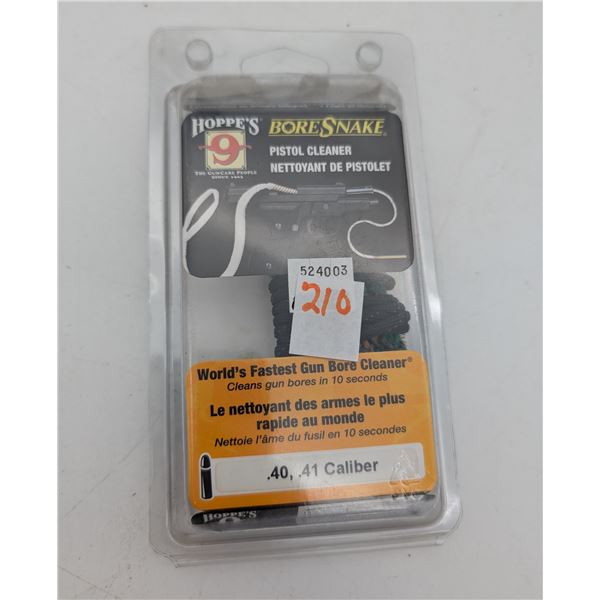 HOPPE'S
9
THE GUNCARE PEOPLE
SINCE 1903
BORESNAKE®
PISTOL CLEANER
NETTOYANT DE PISTOLET
524003
210
World's Fastest Gun Bore Cleaner®
Cleans gun bores in 10 seconds
Le nettoyant des armes le plus
rapide au monde
Nettoie l'âme du fusil en 10 secondes
.40, .41 Caliber
HOPPE'S